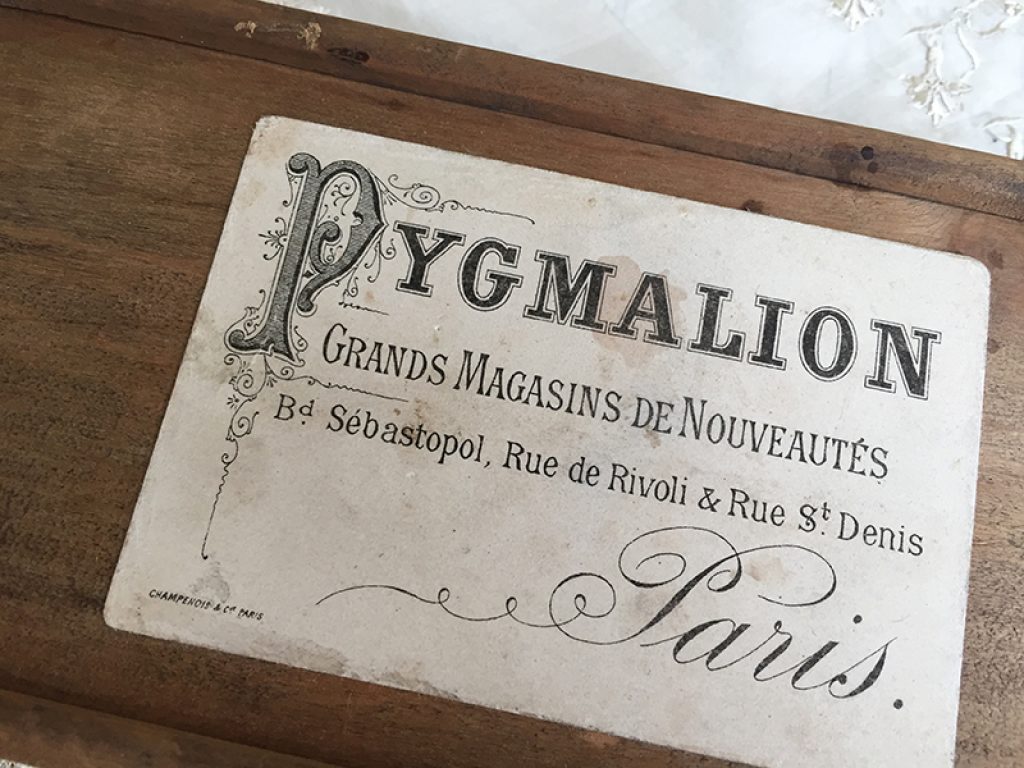 PYGMALION
GRANDS MAGASINS DE NOUVEAUTÉS
Bd Sébastopol, Rue de Rivoli & Rue St. Denis
Paris.
CHAMPENOIS & Cie PARIS